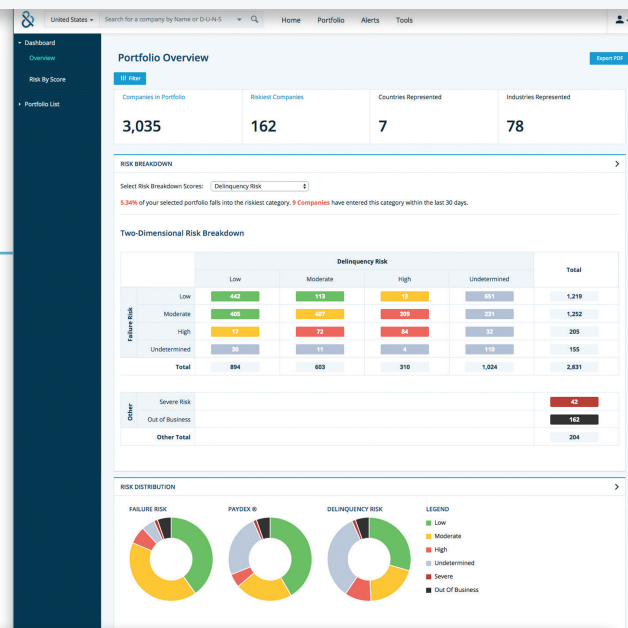 United States
Search for a company by Name or D-U-N-S
Home Portfolio Alerts Tools
Dashboard
Overview
Risk By Score
Portfolio List
Portfolio Overview
Export PDF
Filter
Companies in Portfolio Riskiest Companies Countries Represented Industries Represented
3,035 162 7 78
RISK BREAKDOWN
Select Risk Breakdown Scores: Delinquency Risk
5.34% of your selected portfolio falls into the riskiest category. 9 Companies have entered this category within the last 30 days.
Two-Dimensional Risk Breakdown
Delinquency Risk Total
Low Moderate High Undetermined
Failure Risk
Low 442 113 13 651 1,219
Moderate 405 407 209 231 1,252
High 17 72 84 32 205
Undetermined 30 11 4 110 155
Total 894 603 310 1,024 2,831
Other
Severe Risk 42
Out of Business 162
Other Total 204
RISK DISTRIBUTION
FAILURE RISK PAYDEX ® DELINQUENCY RISK LEGEND
Low
Moderate
High
Undetermined
Severe
Out Of Business